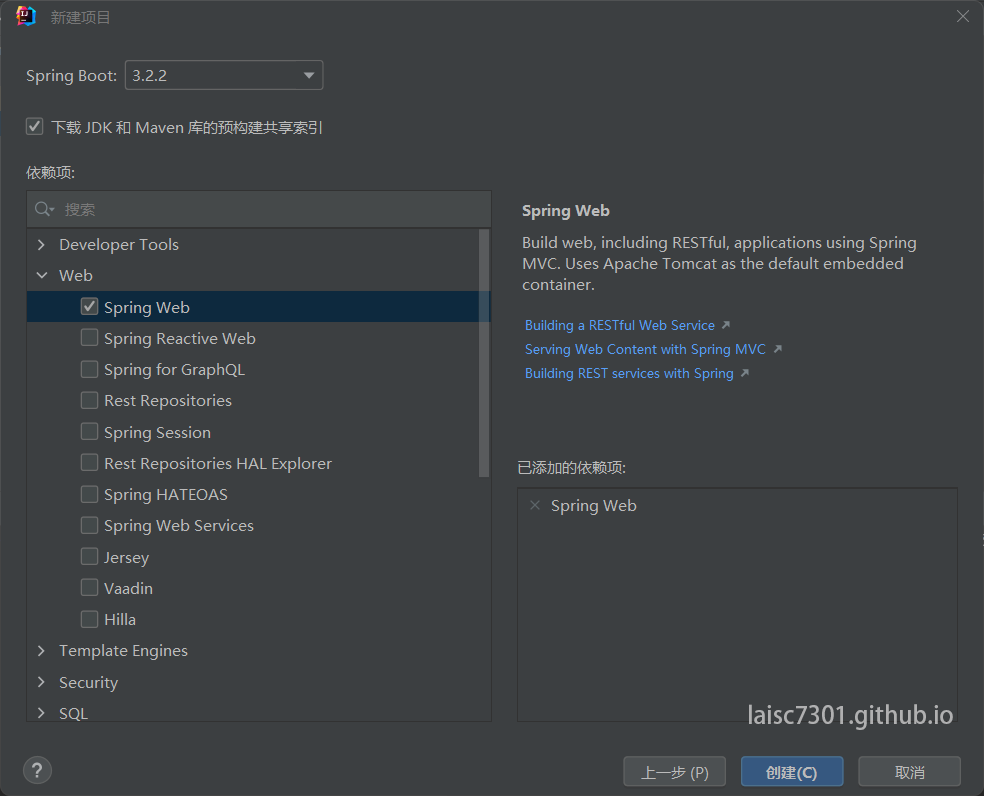 新建项目
Spring Boot: 3.2.2
下载 JDK 和 Maven 库的预构建共享索引
依赖项:
搜索
Developer Tools
Web
Spring Web
Spring Reactive Web
Spring for GraphQL
Rest Repositories
Spring Session
Rest Repositories HAL Explorer
Spring HATEOAS
Spring Web Services
Jersey
Vaadin
Hilla
Template Engines
Security
SQL
Spring Web
Build web, including RESTful, applications using Spring
MVC. Uses Apache Tomcat as the default embedded
container.
Building a RESTful Web Service
Serving Web Content with Spring MVC
Building REST services with Spring
已添加的依赖项:
Spring Web
laisc7301.github.io
?
上一步 (P)
创建(C)
取消